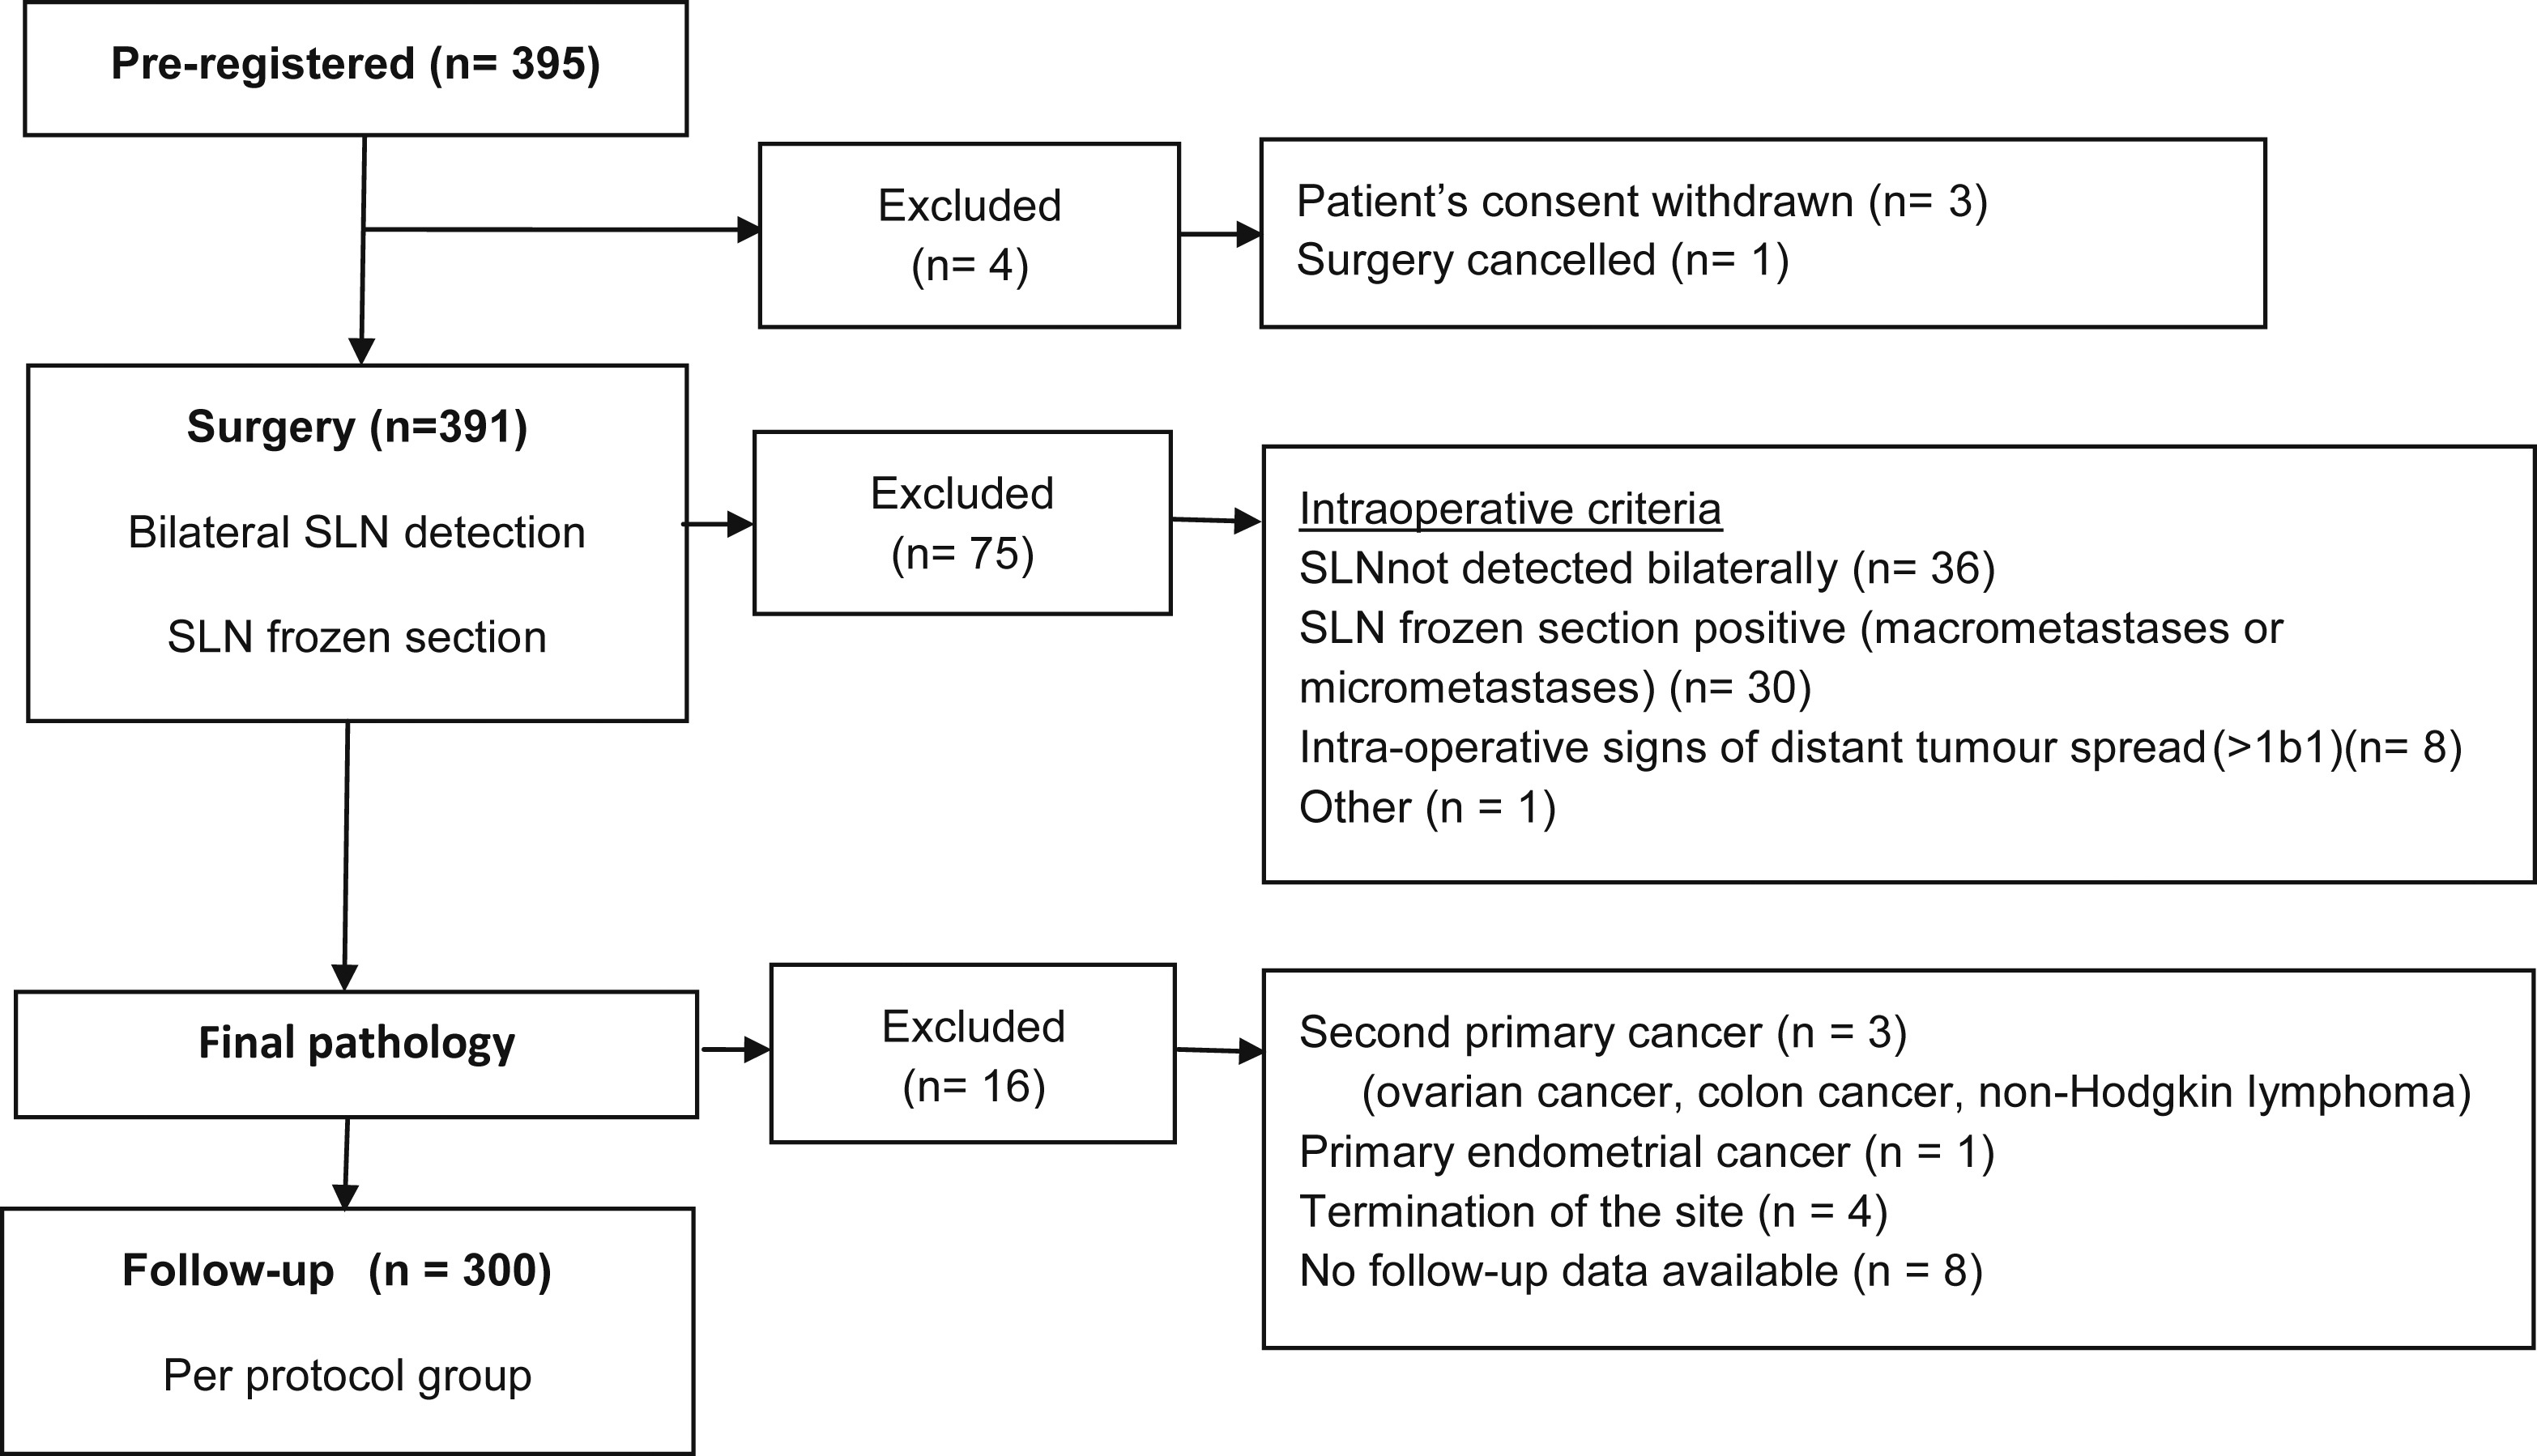 Pre-registered (n= 395)
Excluded
(n= 4)
Patient’s consent withdrawn (n= 3)
Surgery cancelled (n= 1)
Surgery (n=391)
Bilateral SLN detection
SLN frozen section
Excluded
(n= 75)
Intraoperative criteria
SLNnot detected bilaterally (n= 36)
SLN frozen section positive (macrometastases or
micrometastases) (n= 30)
Intra-operative signs of distant tumour spread(>1b1)(n= 8)
Other (n = 1)
Final pathology
Excluded
(n= 16)
Second primary cancer (n = 3)
(ovarian cancer, colon cancer, non-Hodgkin lymphoma)
Primary endometrial cancer (n = 1)
Termination of the site (n = 4)
No follow-up data available (n = 8)
Follow-up (n = 300)
Per protocol group